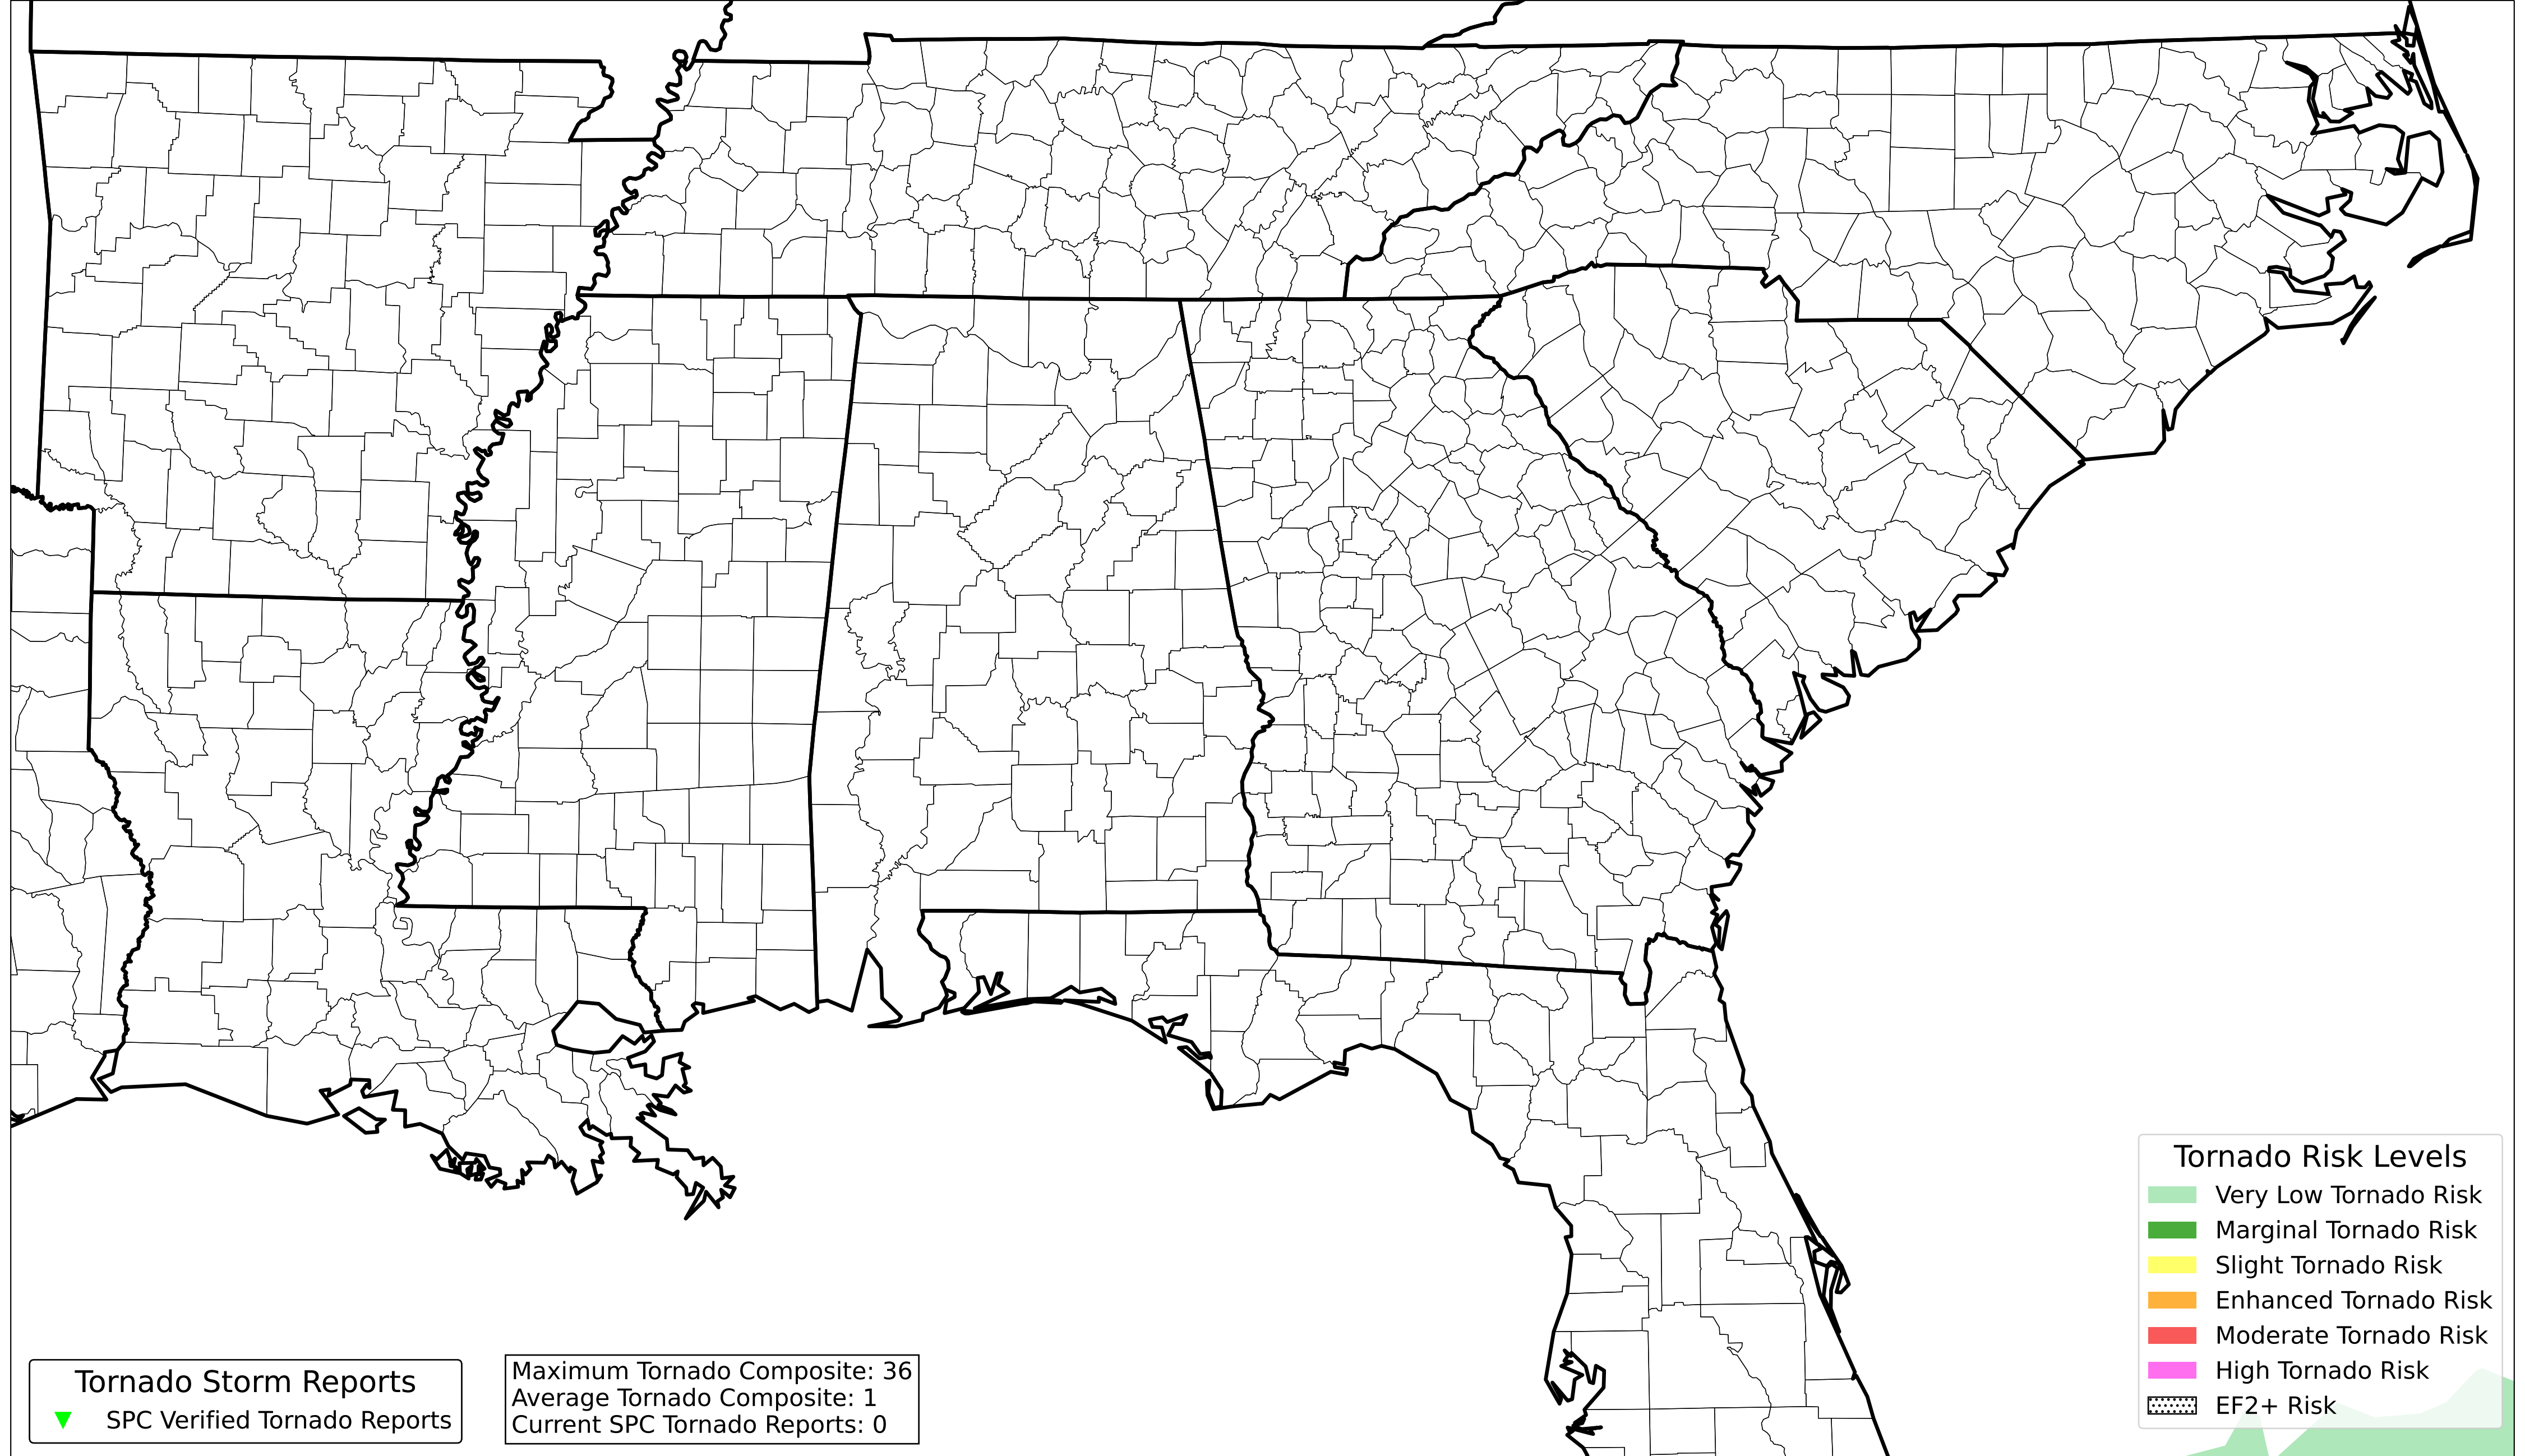 Tornado Storm Reports
SPC Verified Tornado Reports
Maximum Tornado Composite: 36
Average Tornado Composite: 1
Current SPC Tornado Reports: 0
Tornado Risk Levels
Very Low Tornado Risk
Marginal Tornado Risk
Slight Tornado Risk
Enhanced Tornado Risk
Moderate Tornado Risk
High Tornado Risk
EF2+ Risk